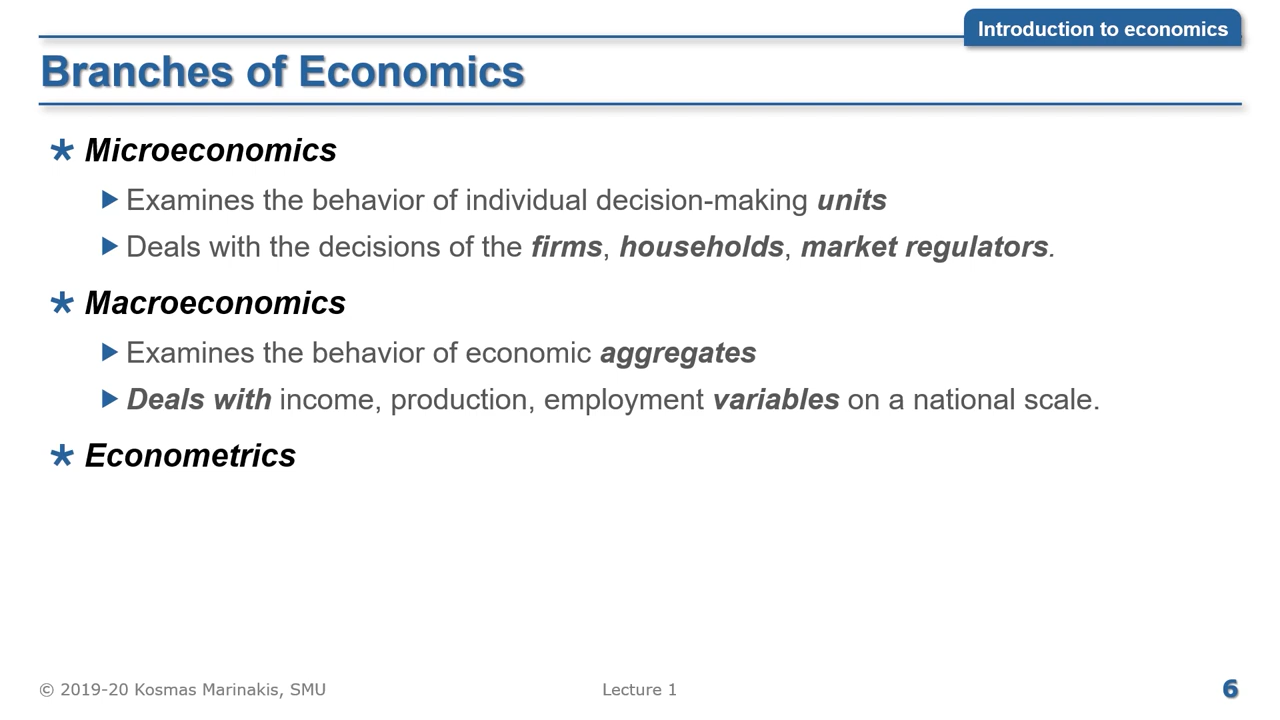 Introduction to economics
Branches of Economics
* Microeconomics
▶ Examines the behavior of individual decision-making units
▶ Deals with the decisions of the firms, households, market regulators.
* Macroeconomics
▶ Examines the behavior of economic aggregates
▶ Deals with income, production, employment variables on a national scale.
* Econometrics
© 2019-20 Kosmas Marinakis, SMU
Lecture 1
6